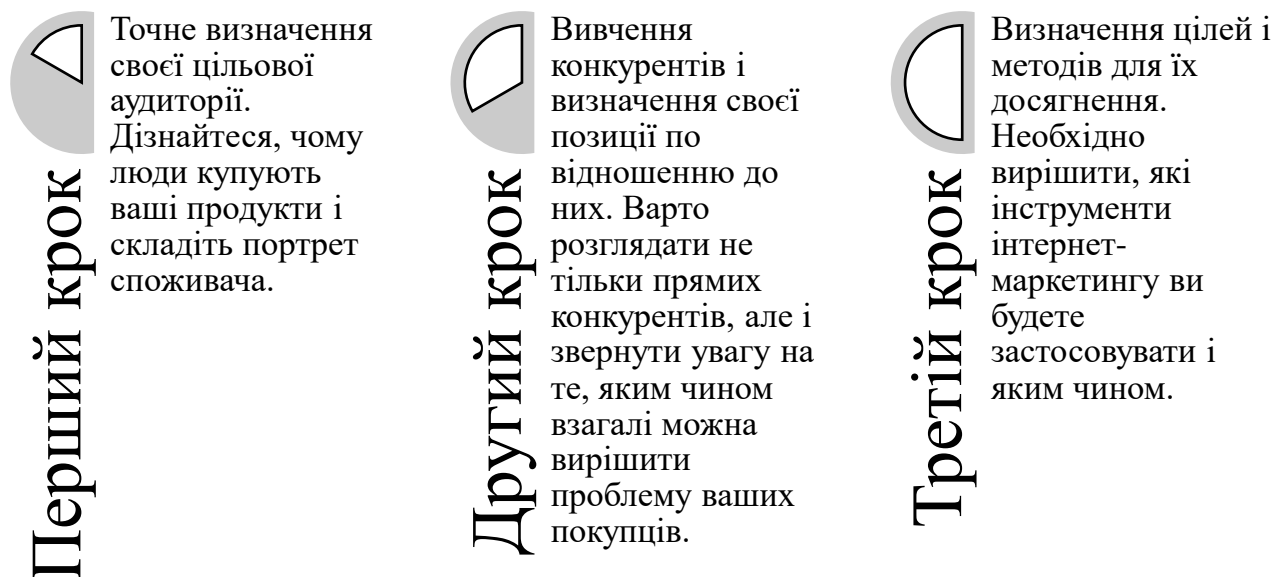 Перший крок
Точне визначення
своєї цільової
аудиторії.
Дізнайтеся, чому
люди купують
ваші продукти і
складіть портрет
споживача.
Другий крок
Вивчення
конкурентів і
визначення своєї
позиції по
відношенню до
них. Варто
розглядати не
тільки прямих
конкурентів, але і
звернути увагу на
те, яким чином
взагалі можна
вирішити
проблему ваших
покупців.
Третій крок
Визначення цілей і
методів для їх
досягнення.
Необхідно
вирішити, які
інструменти
інтернет-
маркетингу ви
будете
застосовувати і
яким чином.